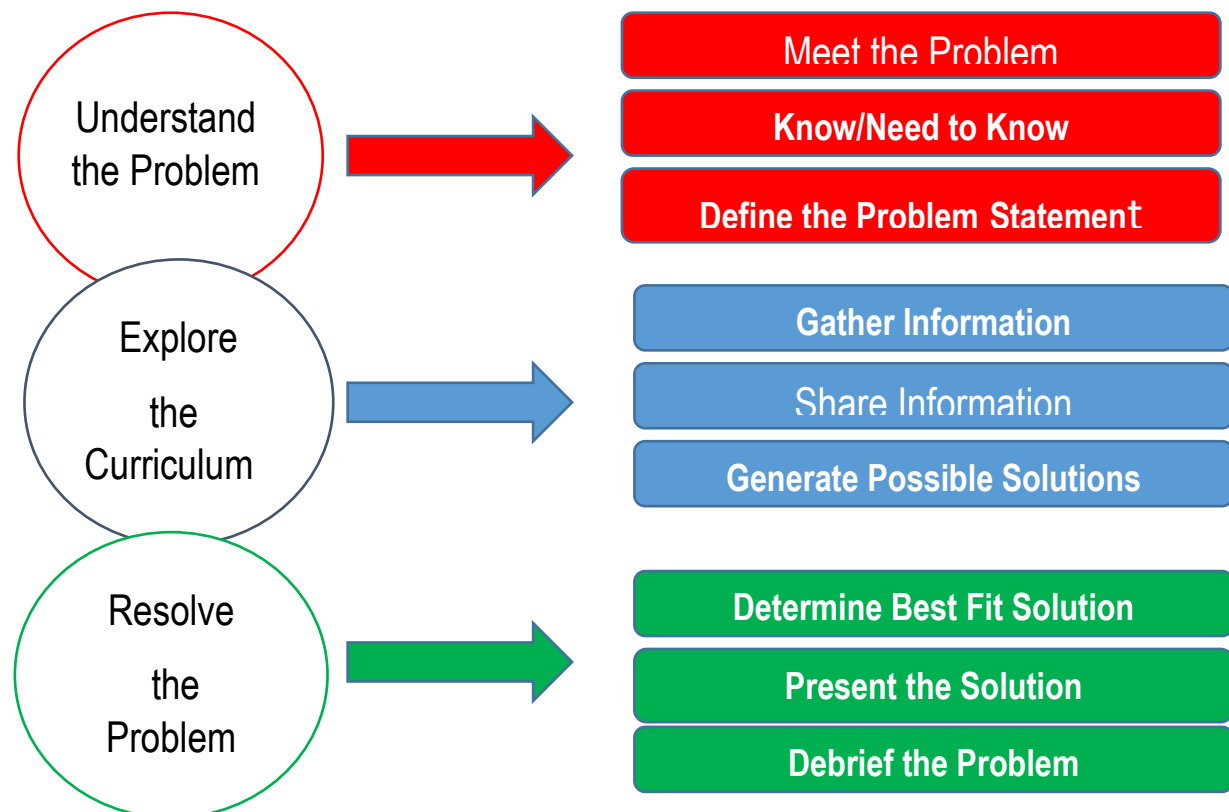 Understand
the Problem
Meet the Problem
Know/Need to Know
Define the Problem Statement
Explore
the
Curriculum
Gather Information
Share Information
Generate Possible Solutions
Resolve
the
Problem
Determine Best Fit Solution
Present the Solution
Debrief the Problem